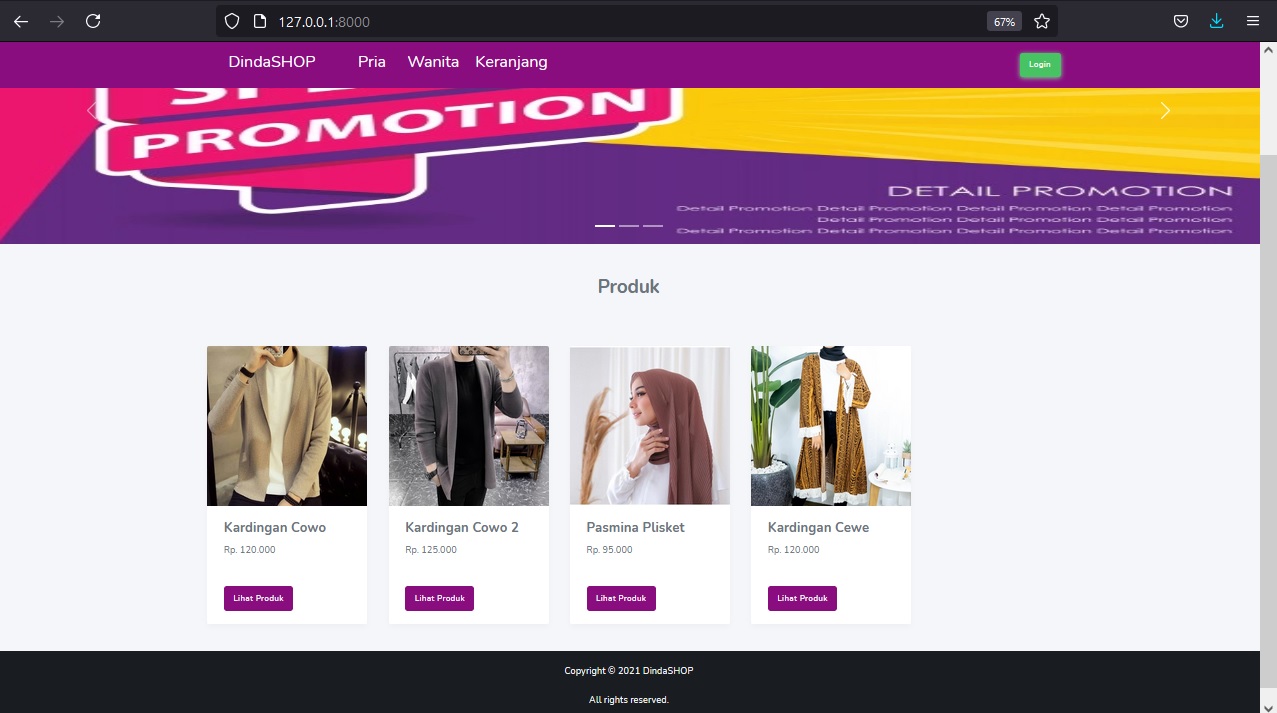 127.0.0.1:8000
67%
DindaSHOP Pria Wanita Keranjang Login
PROMOTION
DETAIL PROMOTION
Detail Promotion Detail Promotion Detail Promotion Detail Promotion
Detail Promotion Detail Promotion Detail Promotion
Detail Promotion Detail Promotion Detail Promotion Detail Promotion
Produk
Kardingan Cowo
Rp. 120.000
Lihat Produk
Kardingan Cowo 2
Rp. 125.000
Lihat Produk
Pasmina Plisket
Rp. 95.000
Lihat Produk
Kardingan Cewe
Rp. 120.000
Lihat Produk
Copyright © 2021 DindaSHOP
All rights reserved.